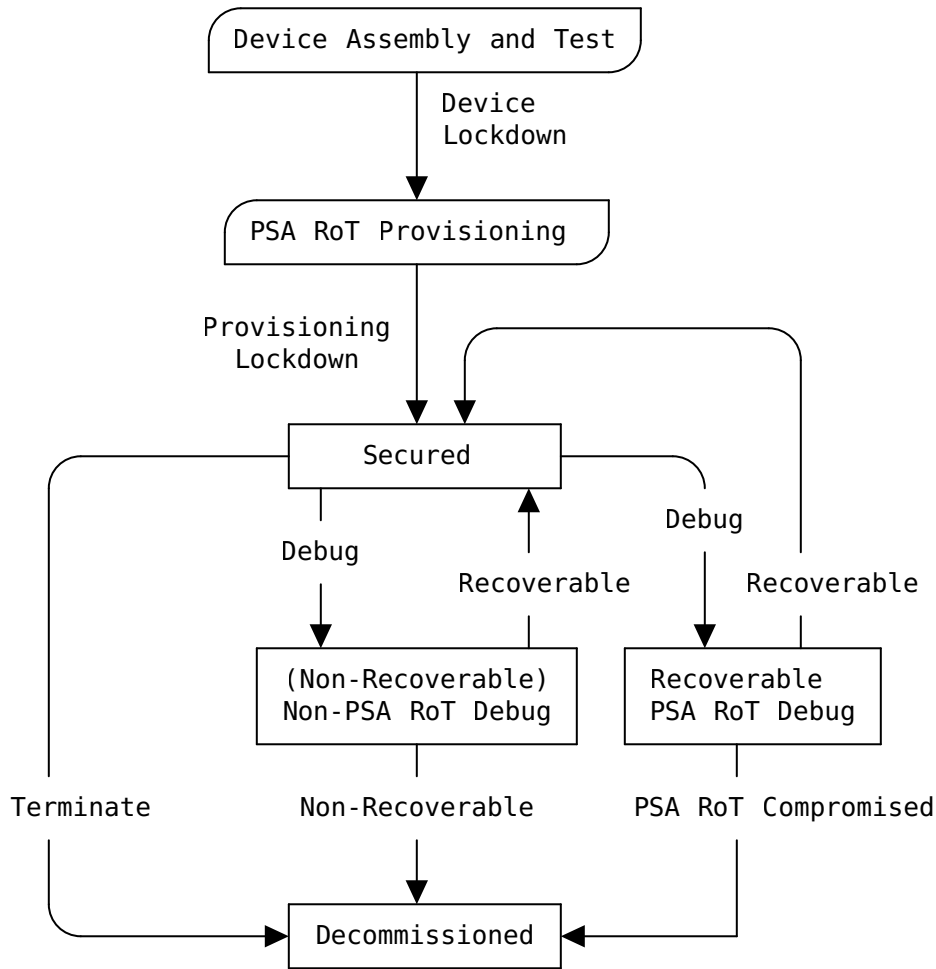 Device Assembly and Test
Device
Lockdown
PSA RoT Provisioning
Provisioning
Lockdown
Secured
Debug
Debug
Recoverable
Recoverable
(Non-Recoverable)
Non-PSA RoT Debug
Recoverable
PSA RoT Debug
Terminate
Non-Recoverable
PSA RoT Compromised
Decommissioned